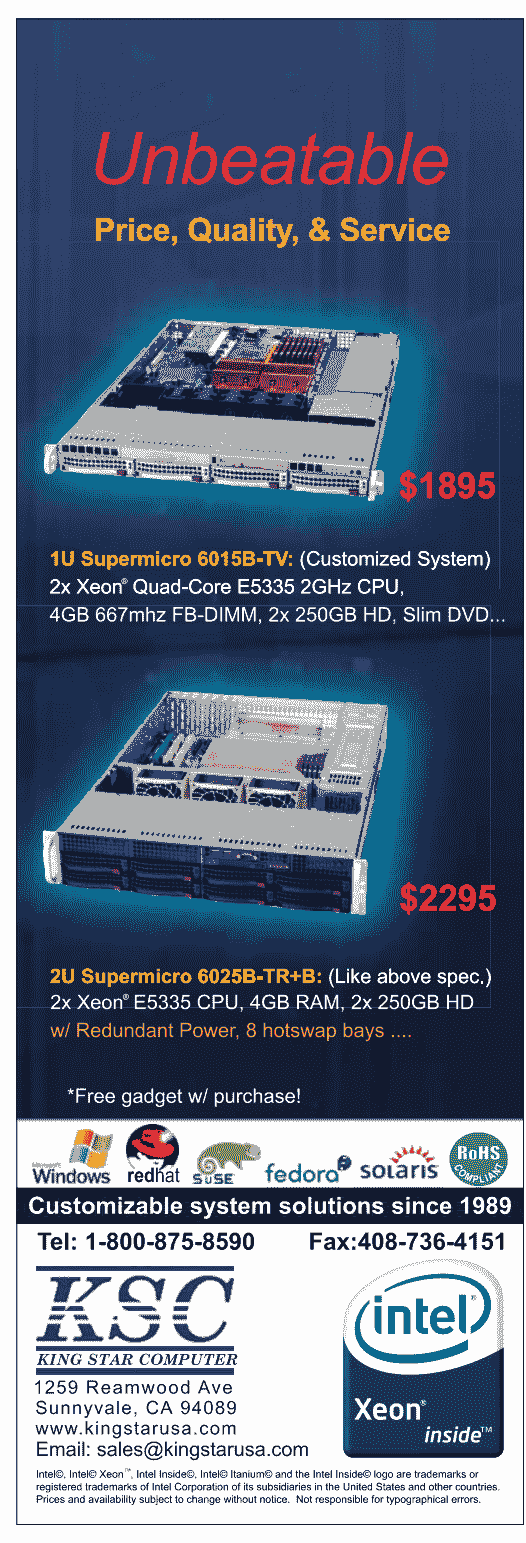 Unbeatable
Price, Quality, & Service
$1895
1U Supermicro 6015B-TV: (Customized System)
2x Xeon® Quad-Core E5335 2GHz CPU,
4GB 667mhz FB-DIMM, 2x 250GB HD, Slim DVD...
$2295
2U Supermicro 6025B-TR+B: (Like above spec.)
2x Xeon® E5335 CPU, 4GB RAM, 2x 250GB HD
w/ Redundant Power, 8 hotswap bays ....
*Free gadget w/ purchase!
Microsoft Windows redhat SUSE fedora solaris RoHS COMPLIANT
Customizable system solutions since 1989
Tel: 1-800-875-8590 Fax:408-736-4151
KSC
KING STAR COMPUTER
1259 Reamwood Ave
Sunnyvale, CA 94089
www.kingstarusa.com
Email: sales@kingstarusa.com
intel®
Xeon®
inside™
Intel©, Intel© Xeon™, Intel Inside©, Intel© Itanium© and the Intel Inside© logo are trademarks or
registered trademarks of Intel Corporation of its subsidiaries in the United States and other countries.
Prices and availability subject to change without notice. Not responsible for typographical errors.